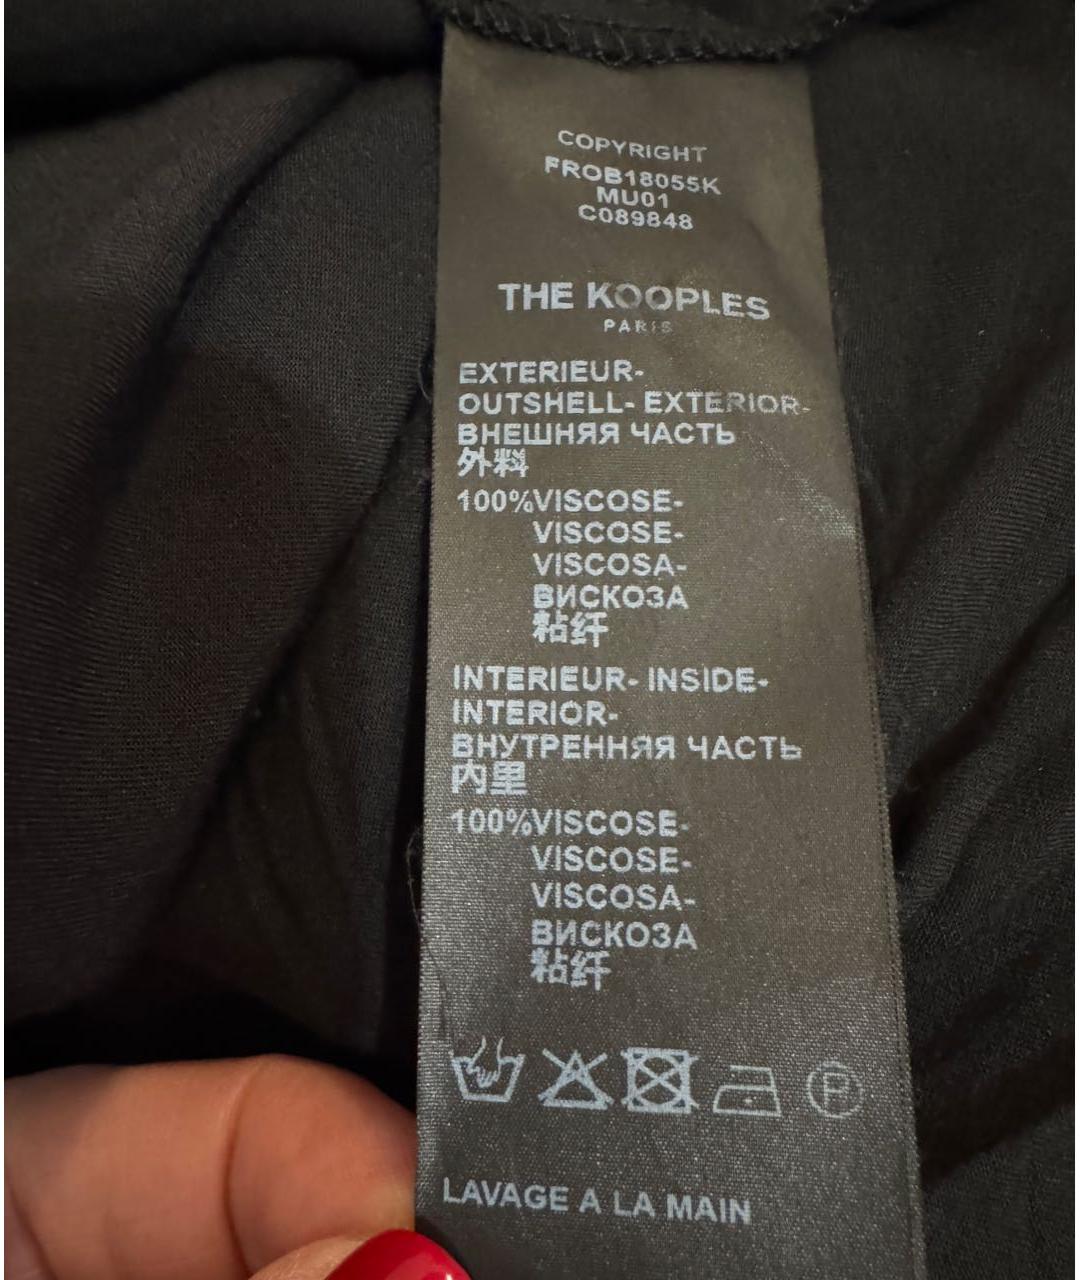 COPYRIGHT
FROB18055K
MU01
C089848
THE KOOPLES
PARIS
EXTERIEUR-
OUTSHELL- EXTERIOR-
ВНЕШНЯЯ ЧАСТЬ
外料
100%VISCOSE-
VISCOSE-
VISCOSA-
ВИСКОЗА
粘纤
INTERIEUR- INSIDE-
INTERIOR-
ВНУТРЕННЯЯ ЧАСТЬ
内里
100%VISCOSE-
VISCOSE-
VISCOSA-
ВИСКОЗА
粘纤
P
LAVAGE A LA MAIN